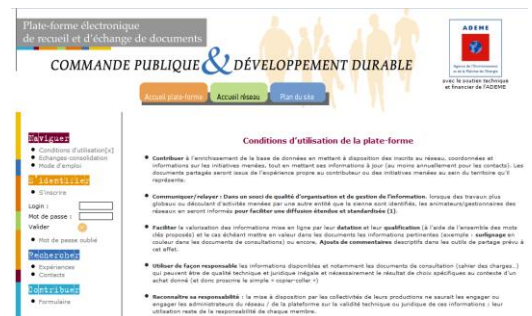 Plate-forme électronique
de recueil et d'échange de documents
COMMANDE PUBLIQUE & DÉVELOPPEMENT DURABLE
ADEME
Agence de l'Environnement
et de la Maîtrise de l'Energie
avec le soutien technique
et financier de l'ADEME
Accueil plate-forme
Accueil réseau
Plan du site
Naviguer
Conditions d'utilisation[x]
Echanges-consolidation
Mode d'emploi
S'identifier
S'inscrire
Login :
Mot de passe :
Valider
Mot de passe oublié
Rechercher
Expériences
Contacts
Contribuer
Formulaire
Conditions d'utilisation de la plate-forme
Contribuer à l'enrichissement de la base de données en mettant à disposition des inscrits au réseau, coordonnées et
informations sur les initiatives menées, tout en mettant ses informations à jour (au moins annuellement pour les contacts). Les
documents partagés seront issus de l'expérience propre au contributeur ou des initiatives menées au sein du territoire qu'il
représente.
Communiquer/relayer : Dans un souci de qualité d'organisation et de gestion de l'information, lorsque des travaux plus
globaux ou découlant d'activités menées par une autre entité que la sienne sont identifiés, les animateurs/gestionnaires des
réseaux en seront informés pour faciliter une diffusion étendue et standardisée (1).
Faciliter la valorisation des informations mise en ligne par leur datation et leur qualification (à l'aide de l'ensemble des mots
clés proposés) et le cas échéant mettre en valeur dans les documents les informations pertinentes (exemple : surlignage en
couleur dans les documents de consultations) ou encore, Ajouts de commentaires descriptifs dans les outils de partage prévu à
cet effet.
Utiliser de façon responsable les informations disponibles et notamment les documents de consultation (cahier des charges...)
qui peuvent être de qualité technique et juridique inégale et nécessairement le résultat de choix spécifiques au contexte d'un
achat donné (et donc proscrire le simple « copier-coller »)
Reconnaître sa responsabilité : la mise à disposition par les collectivités de leurs productions ne saurait les engager ou
engager les administrateurs du réseau / de la plateforme sur la validité technique ou juridique de ces informations : leur
utilisation reste de la responsabilité de chaque membre.